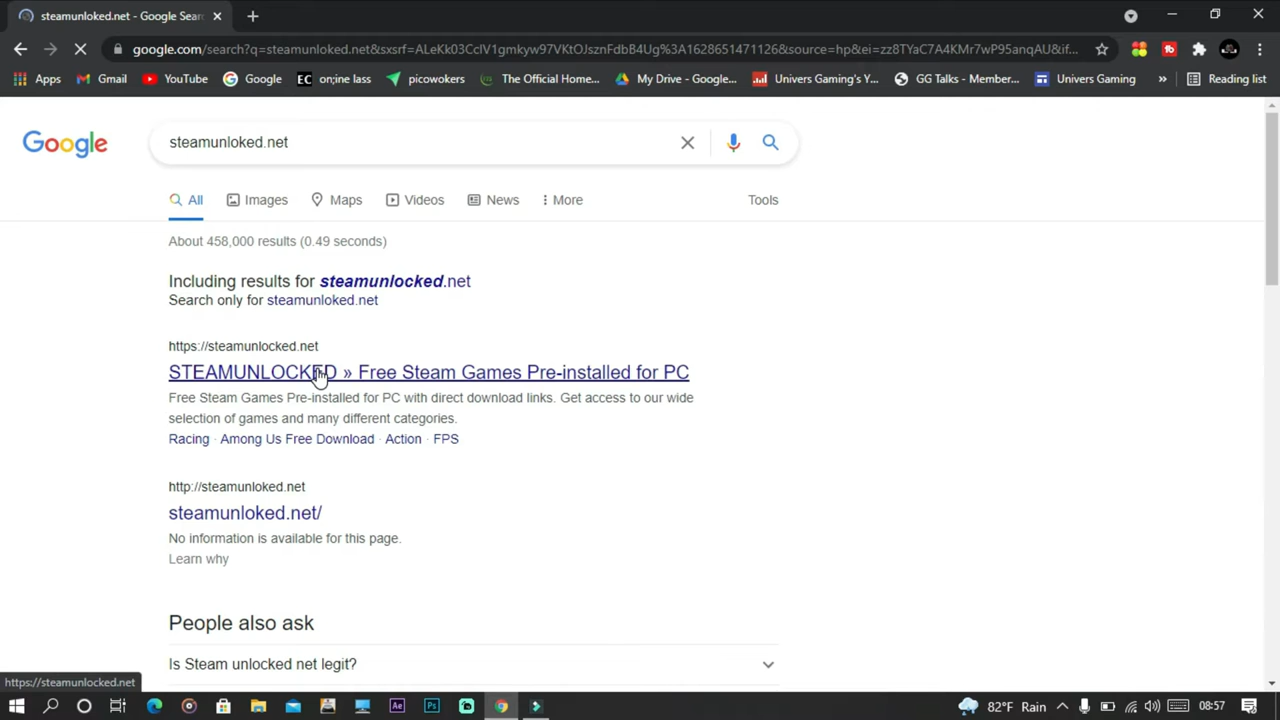 steamunloked.net - Google Sear
google.com/search?q=steamunloked.net&sxsrf=ALeKk03CcIV1gmkyw97VKtOJsznFdbB4Ug%3A1628651471126&source=hp&ei=zz8TYaC7A4KMr7wP95anqAU&if...
Apps Gmail YouTube Google onjine lass picowokers The Official Home... My Drive - Google... Univers Gaming's Y... GG Talks - Member... Univers Gaming » Reading list
Google steamunloked.net
All Images Maps Videos News More Tools
About 458,000 results (0.49 seconds)
Including results for steamunlocked.net
Search only for steamunloked.net
https://steamunlocked.net
STEAMUNLOCKED » Free Steam Games Pre-installed for PC
Free Steam Games Pre-installed for PC with direct download links. Get access to our wide
selection of games and many different categories.
Racing · Among Us Free Download · Action · FPS
http://steamunloked.net
steamunloked.net/
No information is available for this page.
Learn why
People also ask
Is Steam unlocked net legit?
https://steamunlocked.net
Ae Ps 82°F Rain 08:57